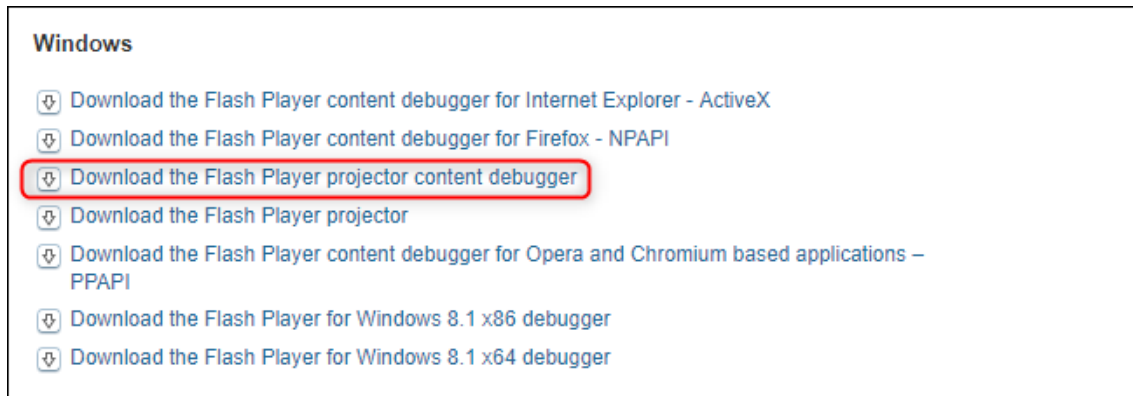 Windows
Download the Flash Player content debugger for Internet Explorer - ActiveX
Download the Flash Player content debugger for Firefox - NPAPI
Download the Flash Player projector content debugger
Download the Flash Player projector
Download the Flash Player content debugger for Opera and Chromium based applications –
PPAPI
Download the Flash Player for Windows 8.1 x86 debugger
Download the Flash Player for Windows 8.1 x64 debugger